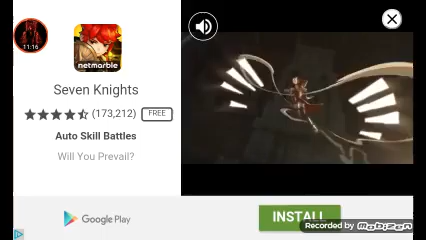 11:16
netmarble
Seven Knights
(173,212) FREE
Auto Skill Battles
Will You Prevail?
Google Play
INSTALL
Recorded by Mobizen